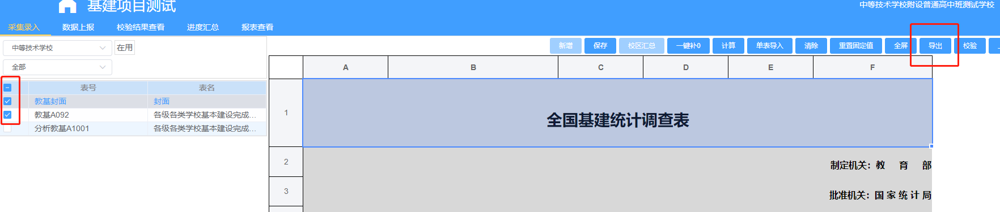 基建项目测试
中等技术学校附设普通高中班测试学校
采集录入 数据上报 校验结果查看 进度汇总 报表查看
中等技术学校 在用
新增 保存 校区汇总 一键补0 计算 单表导入 清除 重置固定值 全屏 导出 校验
全部
A B C D E F
表号 表名
教基封面 封面
教基A092 各级各类学校基本建设完成...
分析教基A1001 各级各类学校基本建设完成...
1 全国基建统计调查表
2 制定机关：教 育 部
3 批准机关：国 家 统 计 局